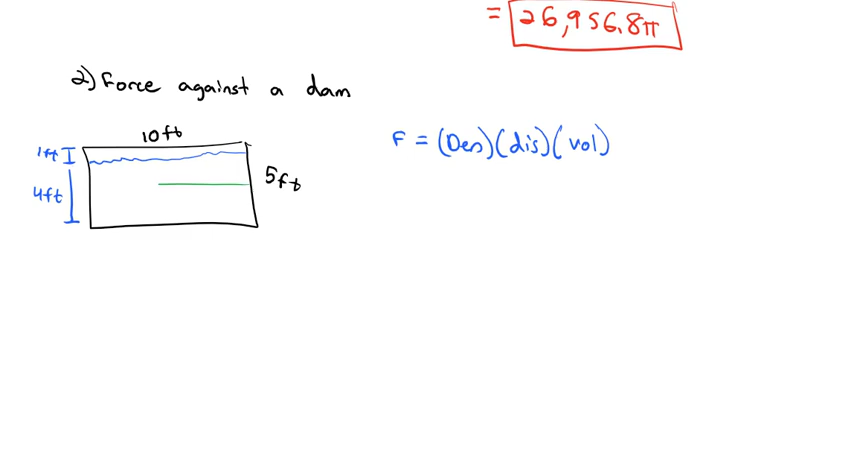 = 26,956.8π
2) Force against a dam
10ft
1ft
4ft
5ft
F = (Den)(dis)(vol)